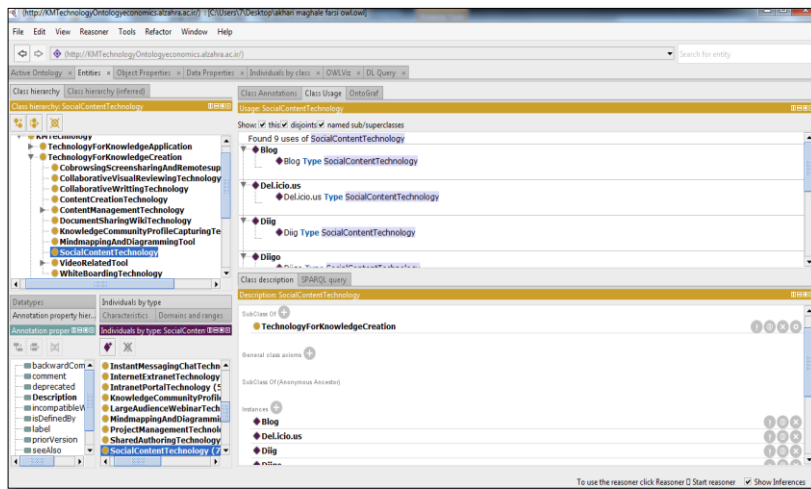 (http://KMTechnologyOntologyeconomics.alzahra.ac.ir/) : [C:\Users\7\Desktop\akhari maghale farsi owl.owl]
File Edit View Reasoner Tools Refactor Window Help
(http://KMTechnologyOntologyeconomics.alzahra.ac.ir/)
Search for entity
Active Ontology × Entities × Object Properties × Data Properties × Individuals by class × OWLViz × DL Query ×
Class hierarchy Class hierarchy (inferred)
Class hierarchy: SocialContentTechnology
KMTechnology
TechnologyForKnowledgeApplication
TechnologyForKnowledgeCreation
CobrowsingScreensharingAndRemotesup
CollaborativeVisualReviewingTechnology
CollaborativeWrittingTechnology
ContentCreationTechnology
ContentManagementTechnology
DocumentSharingWikiTechnology
KnowledgeCommunityProfileCapturingTe
MindmappingAndDiagrammingTool
SocialContentTechnology
VideoRelatedTool
WhiteBoardingTechnology
Class Annotations Class Usage OntoGraf
Usage: SocialContentTechnology
Show: this disjoints named sub/superclasses
Found 9 uses of SocialContentTechnology
Blog
Blog Type SocialContentTechnology
Del.icio.us
Del.icio.us Type SocialContentTechnology
Diig
Diig Type SocialContentTechnology
Diigo
Diigo Type SocialContentTechnology
Class description SPARQL query
Description: SocialContentTechnology
SubClass Of
TechnologyForKnowledgeCreation
General class axioms
SubClass Of (Anonymous Ancestor)
Instances
Blog
Del.icio.us
Diig
Diigo
Datatypes
Annotation property hier...
Annotation proper
backwardCom
comment
deprecated
Description
incompatibleW
isDefinedBy
label
priorVersion
seeAlso
Individuals by type
Characteristics Domains and ranges
Individuals by type: SocialConten
InstantMessagingChatTechn
InternetExtranetTechnology
IntranetPortalTechnology (5
KnowledgeCommunityProfile
LargeAudienceWebinarTech
MindmappingAndDiagrammi
ProjectManagementTechnol
SharedAuthoringTechnology
SocialContentTechnology (7
To use the reasoner click Reasoner ▯ Start reasoner Show Inferences